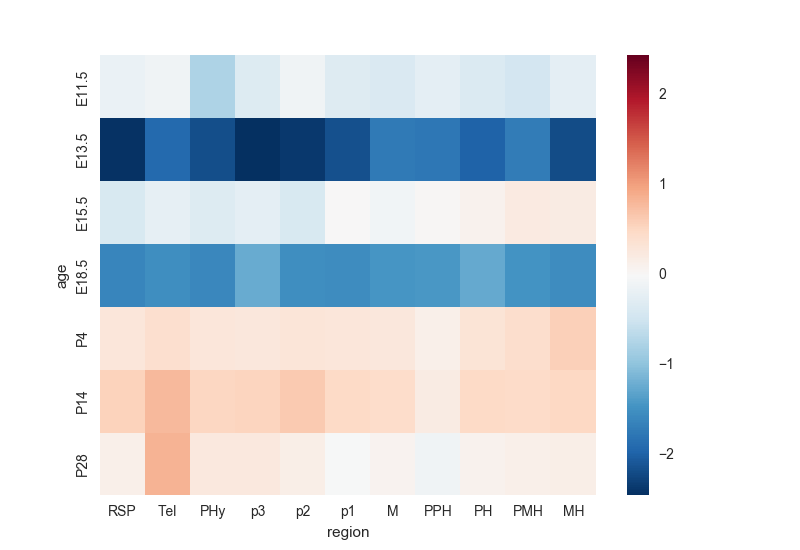 age
E11.5
E13.5
E15.5
E18.5
P4
P14
P28
RSP Tel PHy p3 p2 p1 M PPH PH PMH MH
region
2
1
0
−1
−2